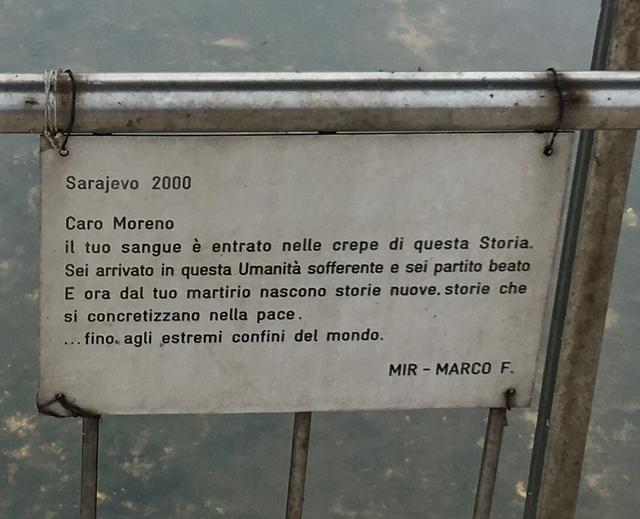 Sarajevo 2000
Caro Moreno
il tuo sangue è entrato nelle crepe di questa Storia.
Sei arrivato in questa Umanità sofferente e sei partito beato
E ora dal tuo martirio nascono storie nuove. storie che
si concretizzano nella pace.
...fino agli estremi confini del mondo.
MIR - MARCO F.